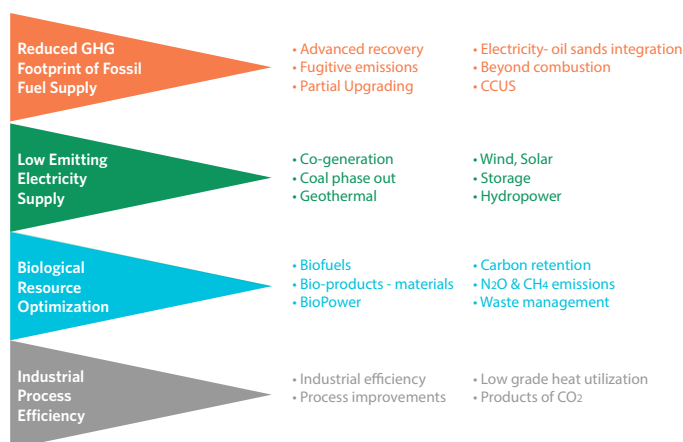 Reduced GHG
Footprint of Fossil
Fuel Supply
• Advanced recovery
• Fugitive emissions
• Partial Upgrading
• Electricity- oil sands integration
• Beyond combustion
• CCUS
Low Emitting
Electricity
Supply
• Co-generation
• Coal phase out
• Geothermal
• Wind, Solar
• Storage
• Hydropower
Biological
Resource
Optimization
• Biofuels
• Bio-products - materials
• BioPower
• Carbon retention
• N2O & CH4 emissions
• Waste management
Industrial
Process
Efficiency
• Industrial efficiency
• Process improvements
• Low grade heat utilization
• Products of CO2